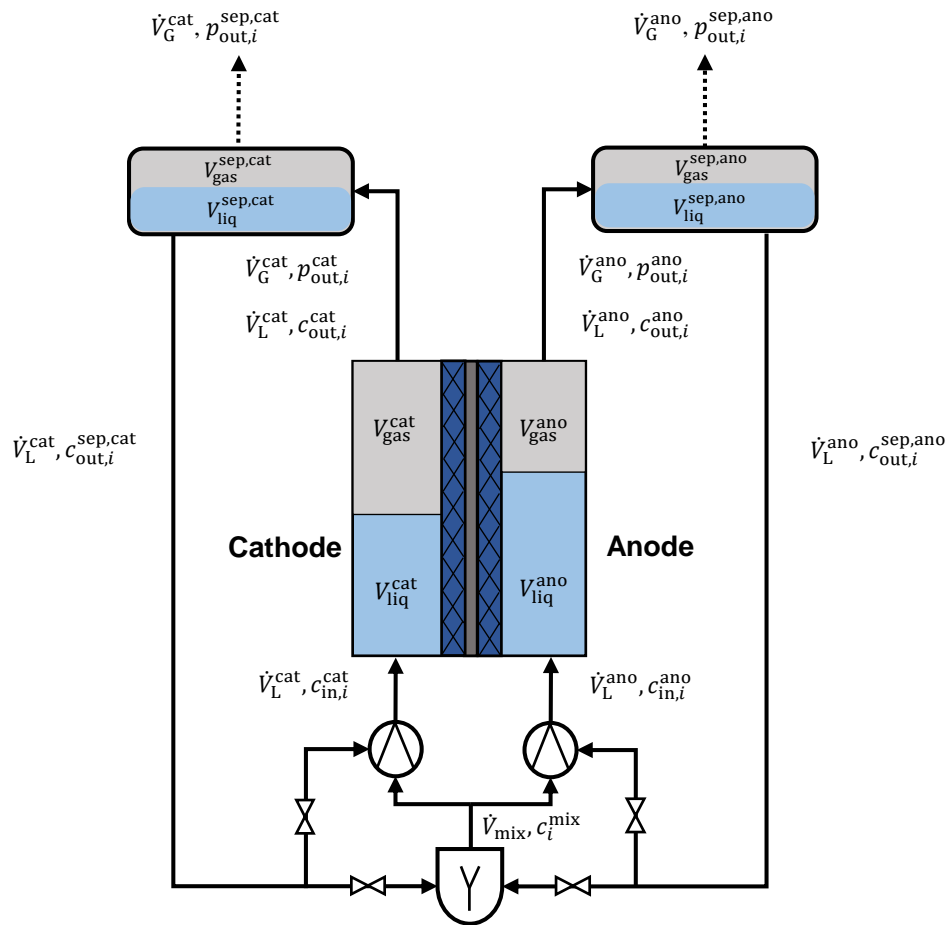 V̇_G^cat, p_out,i^sep,cat
V̇_G^ano, p_out,i^sep,ano
V_gas^sep,cat
V_liq^sep,cat
V_gas^sep,ano
V_liq^sep,ano
V̇_G^cat, p_out,i^cat
V̇_L^cat, c_out,i^cat
V̇_G^ano, p_out,i^ano
V̇_L^ano, c_out,i^ano
V̇_L^cat, c_out,i^sep,cat
V_gas^cat
V_gas^ano
V̇_L^ano, c_out,i^sep,ano
Cathode
Anode
V_liq^cat
V_liq^ano
V̇_L^cat, c_in,i^cat
V̇_L^ano, c_in,i^ano
V̇_mix, c_i^mix